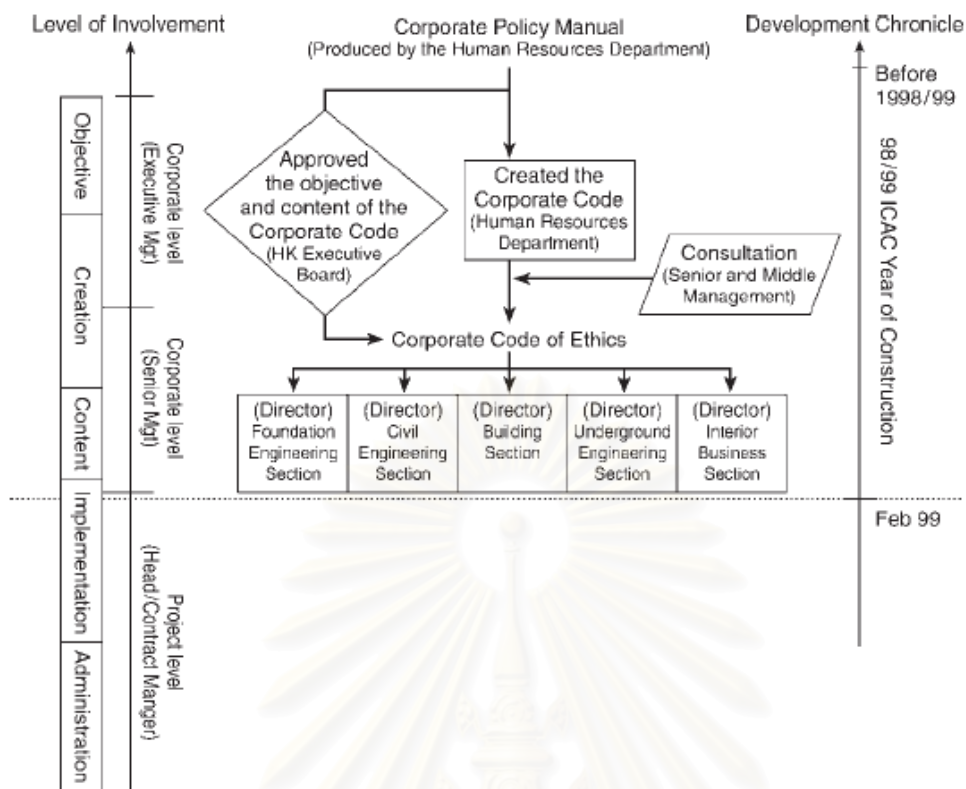 Level of Involvement
Corporate Policy Manual
(Produced by the Human Resources Department)
Development Chronicle
Before
1998/99
Objective
Creation
Content
Implementation
Administration
Corporate level
(Executive Mgt)
Corporate level
(Senior Mgt)
Project level
(Head/Contract Manger)
Approved
the objective
and content of the
Corporate Code
(HK Executive
Board)
Created the
Corporate Code
(Human Resources
Department)
Consultation
(Senior and Middle
Management)
Corporate Code of Ethics
(Director)
Foundation
Engineering
Section
(Director)
Civil
Engineering
Section
(Director)
Building
Section
(Director)
Underground
Engineering
Section
(Director)
Interior
Business
Section
98/99 ICAC Year of Construction
Feb 99